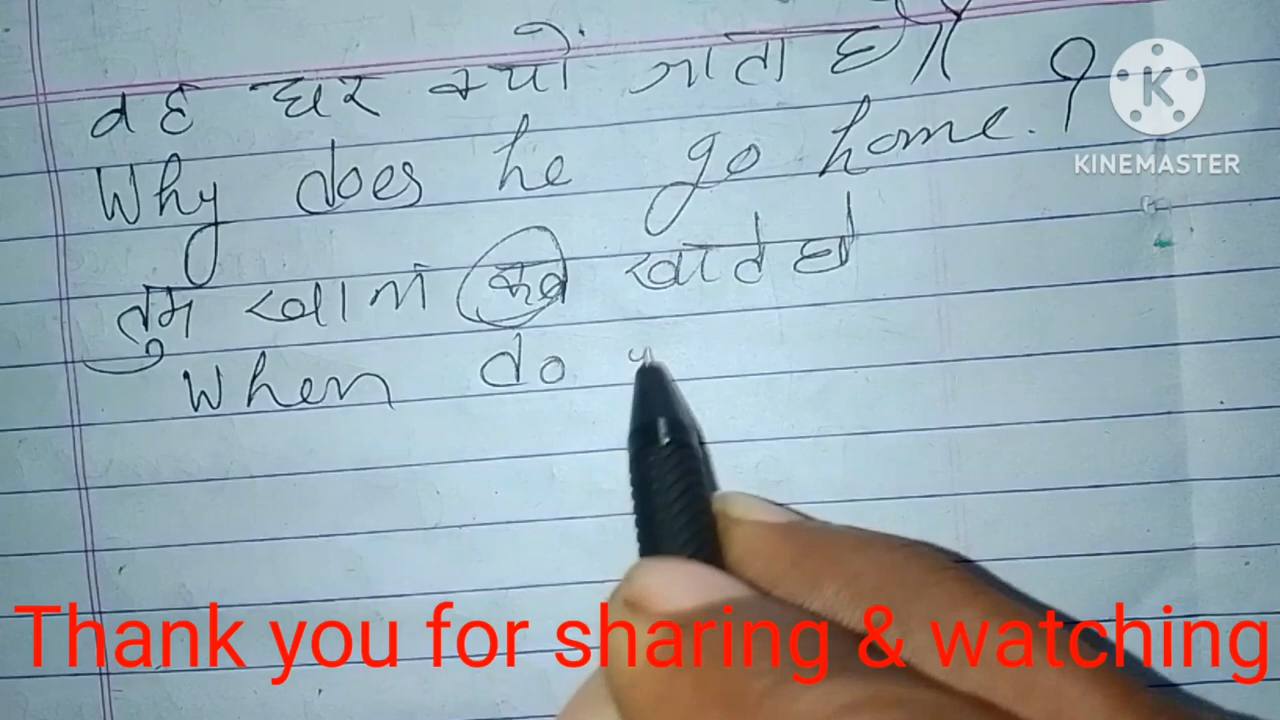 वह घर क्यों जाता है
Why does he go home. ?
KINEMASTER
तुम खाना कब खाते हो
When do y
Thank you for sharing & watching